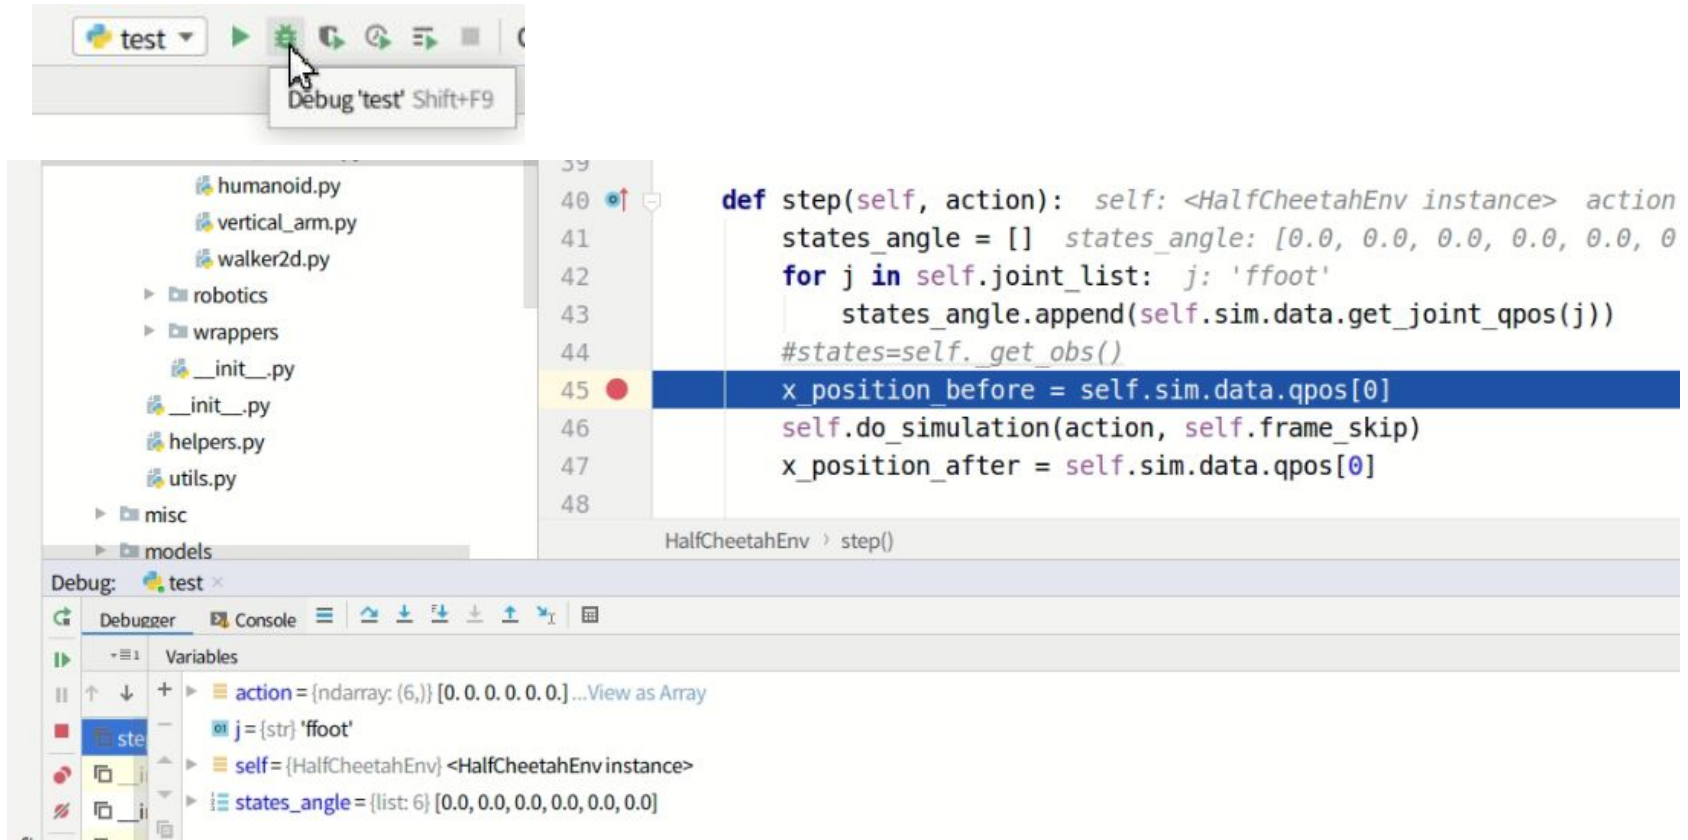 test
Debug 'test' Shift+F9
humanoid.py
vertical_arm.py
walker2d.py
robotics
wrappers
__init__.py
__init__.py
helpers.py
utils.py
misc
models
39
40 def step(self, action): self: <HalfCheetahEnv instance> action
41 states_angle = [] states_angle: [0.0, 0.0, 0.0, 0.0, 0.0, 0
42 for j in self.joint_list: j: 'ffoot'
43 states_angle.append(self.sim.data.get_joint_qpos(j))
44 #states=self._get_obs()
45 x_position_before = self.sim.data.qpos[0]
46 self.do_simulation(action, self.frame_skip)
47 x_position_after = self.sim.data.qpos[0]
48
HalfCheetahEnv › step()
Debug: test ×
Debugger Console
Variables
action = {ndarray: (6,)} [0. 0. 0. 0. 0. 0.] ...View as Array
j = {str} 'ffoot'
ste
self = {HalfCheetahEnv} <HalfCheetahEnv instance>
__i
states_angle = {list: 6} [0.0, 0.0, 0.0, 0.0, 0.0, 0.0]
__i